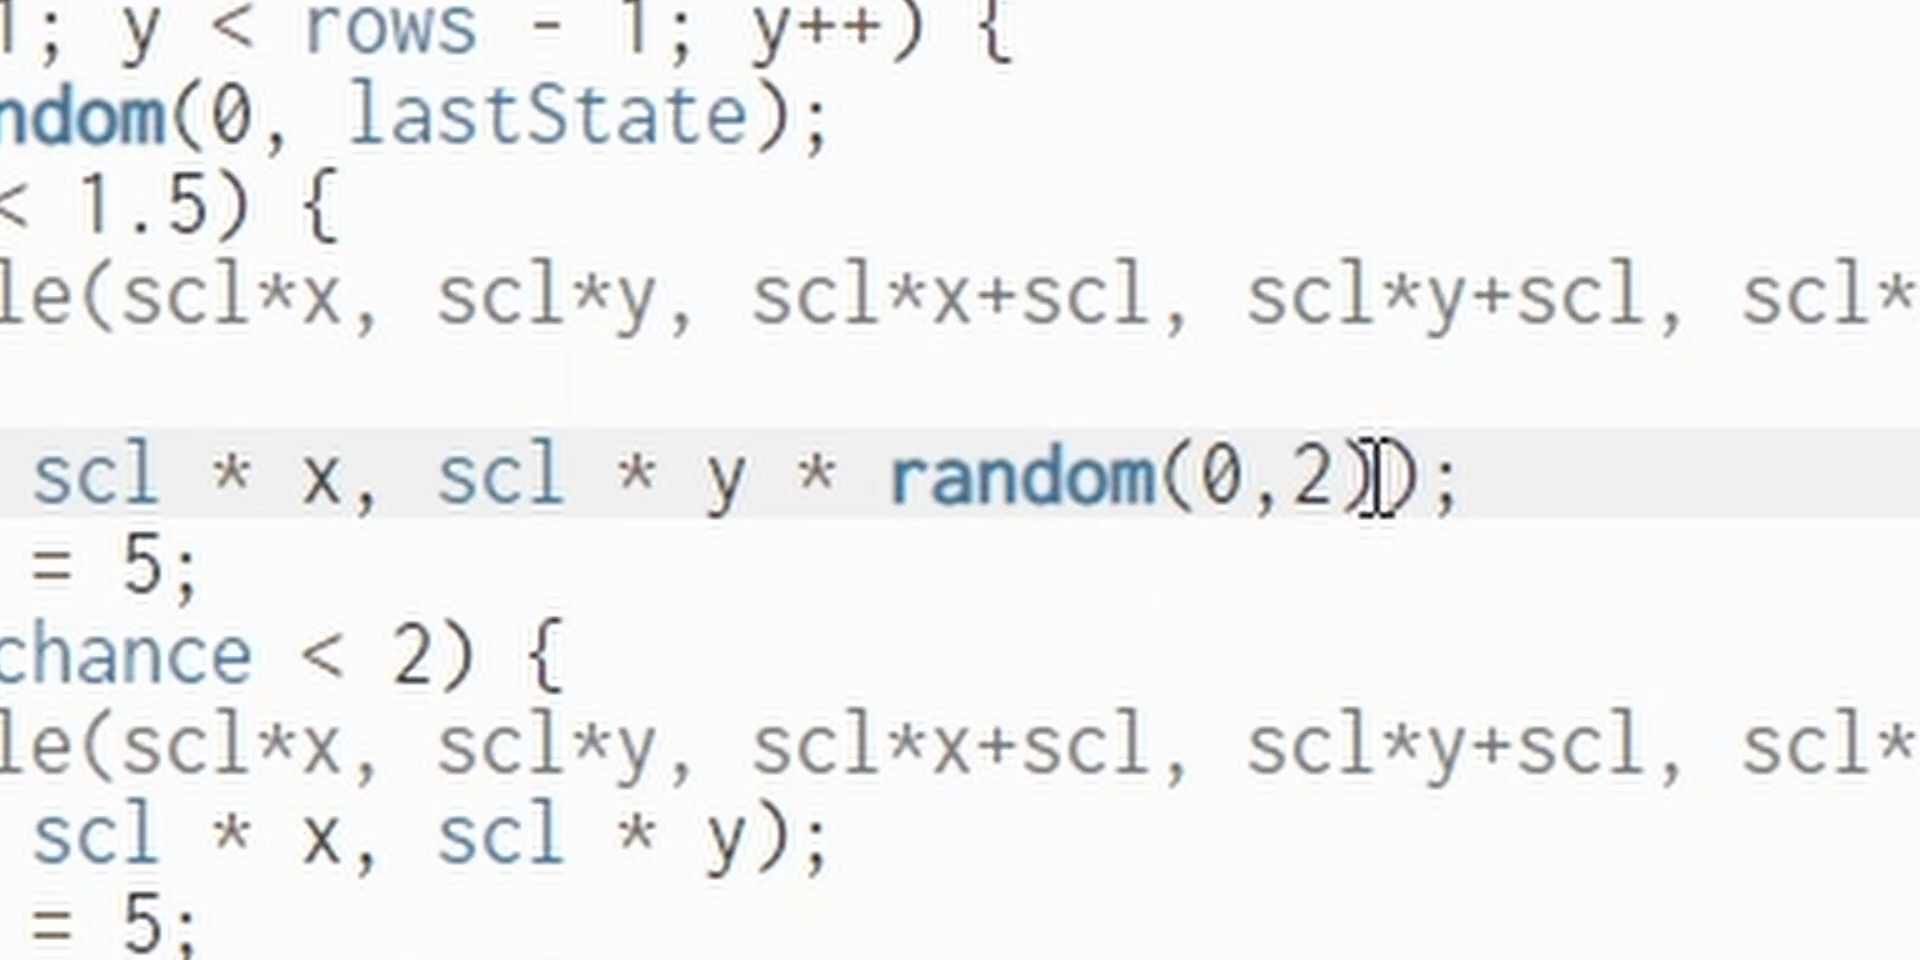 1; y < rows - 1; y++) {
ndom(0, lastState);
< 1.5) {
le(scl*x, scl*y, scl*x+scl, scl*y+scl, scl*
scl * x, scl * y * random(0,2));
= 5;
chance < 2) {
le(scl*x, scl*y, scl*x+scl, scl*y+scl, scl*
scl * x, scl * y);
= 5;